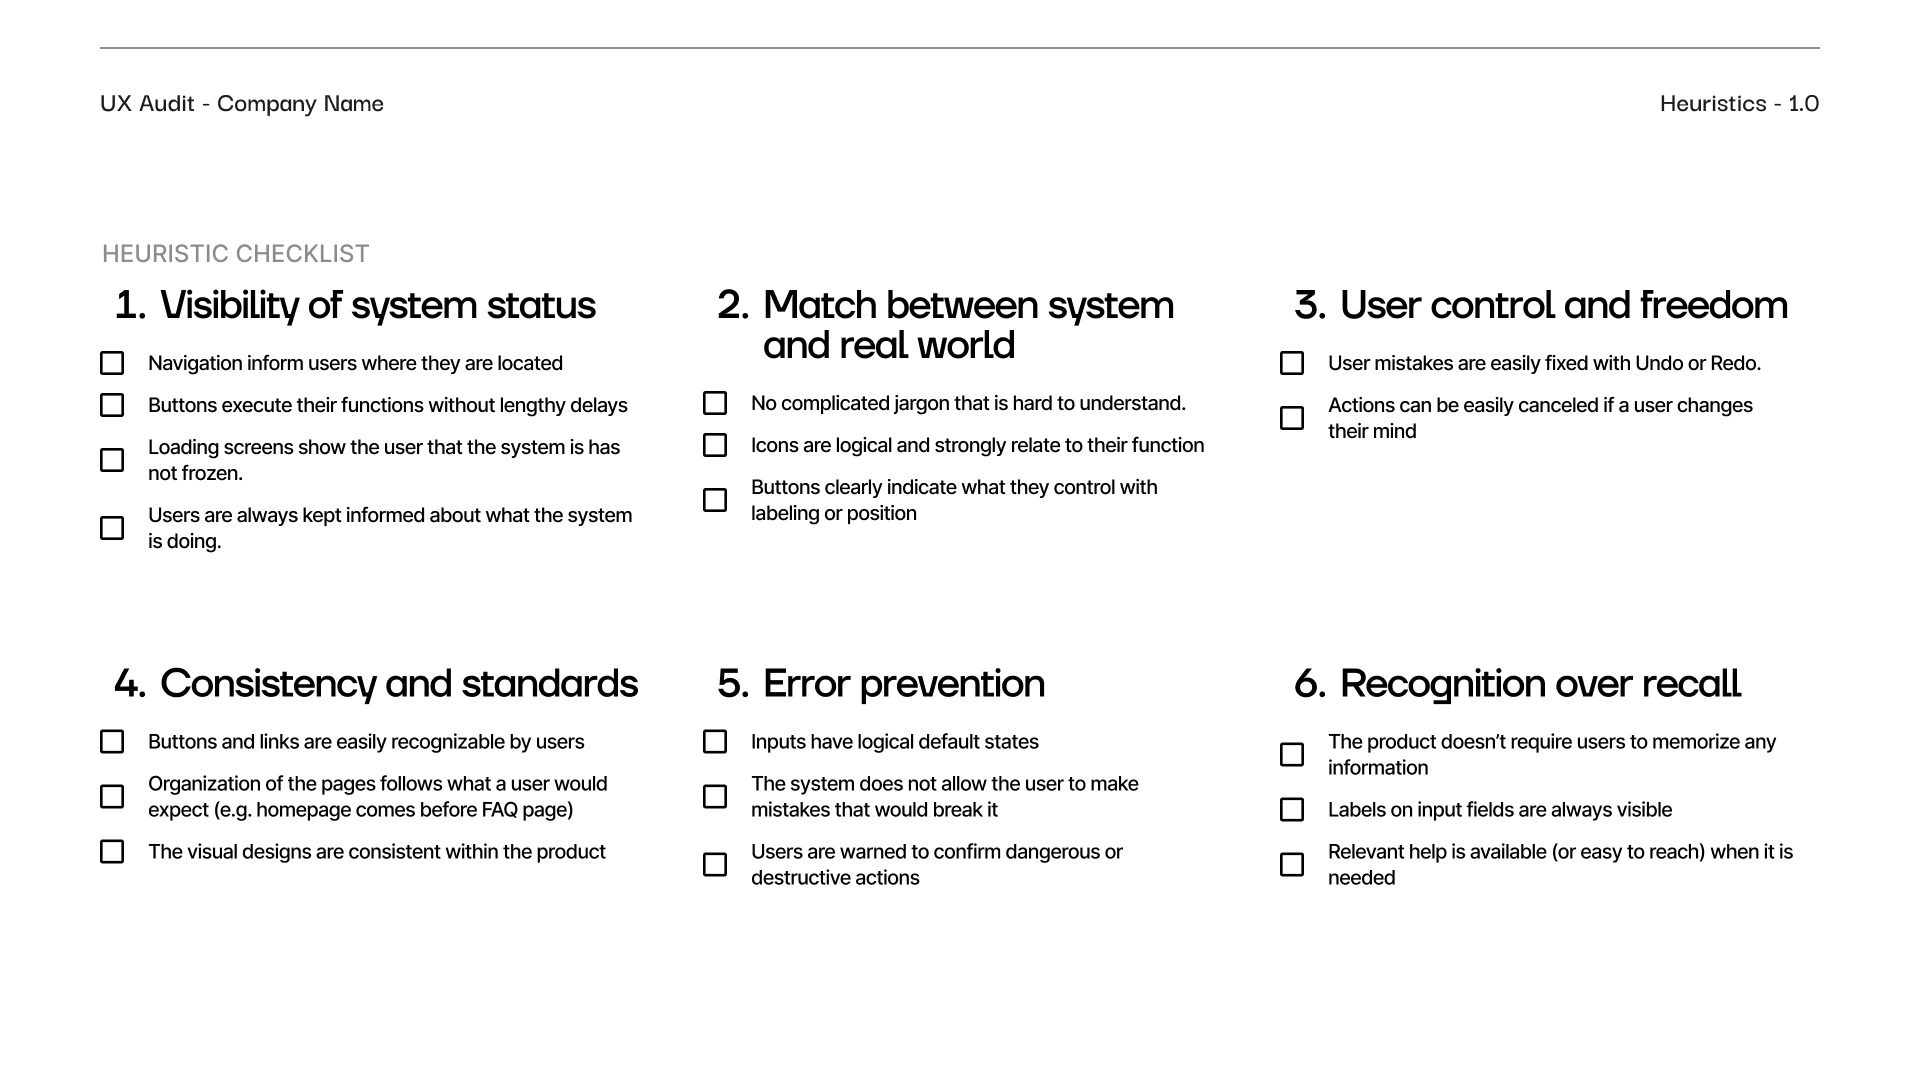 UX Audit - Company Name
Heuristics - 1.0
HEURISTIC CHECKLIST
1. Visibility of system status
Navigation inform users where they are located
Buttons execute their functions without lengthy delays
Loading screens show the user that the system is has
not frozen.
Users are always kept informed about what the system
is doing.
2. Match between system
and real world
No complicated jargon that is hard to understand.
Icons are logical and strongly relate to their function
Buttons clearly indicate what they control with
labeling or position
3. User control and freedom
User mistakes are easily fixed with Undo or Redo.
Actions can be easily canceled if a user changes
their mind
4. Consistency and standards
Buttons and links are easily recognizable by users
Organization of the pages follows what a user would
expect (e.g. homepage comes before FAQ page)
The visual designs are consistent within the product
5. Error prevention
Inputs have logical default states
The system does not allow the user to make
mistakes that would break it
Users are warned to confirm dangerous or
destructive actions
6. Recognition over recall
The product doesn’t require users to memorize any
information
Labels on input fields are always visible
Relevant help is available (or easy to reach) when it is
needed